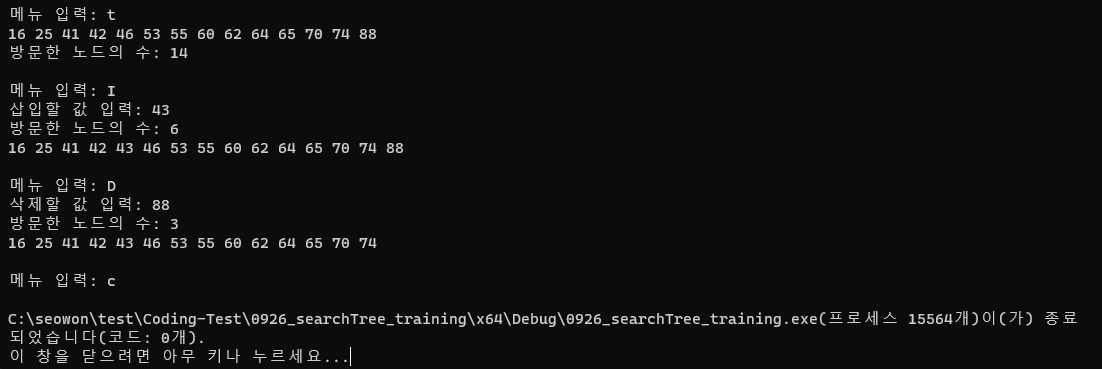 메뉴 입력: t
16 25 41 42 46 53 55 60 62 64 65 70 74 88
방문한 노드의 수: 14
메뉴 입력: I
삽입할 값 입력: 43
방문한 노드의 수: 6
16 25 41 42 43 46 53 55 60 62 64 65 70 74 88
메뉴 입력: D
삭제할 값 입력: 88
방문한 노드의 수: 3
16 25 41 42 43 46 53 55 60 62 64 65 70 74
메뉴 입력: c
C:\seowon\test\Coding-Test\0926_searchTree_training\x64\Debug\0926_searchTree_training.exe(프로세스 15564개)이(가) 종료
되었습니다(코드: 0개).
이 창을 닫으려면 아무 키나 누르세요...